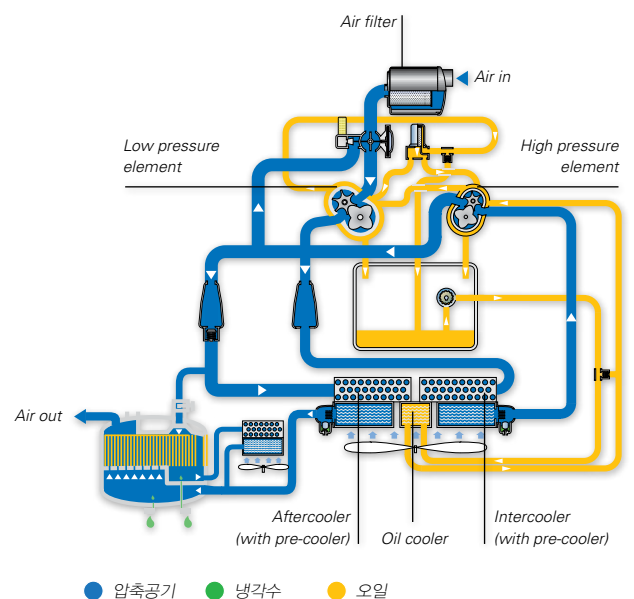 Air filter
Air in
Low pressure
element
High pressure
element
Air out
Aftercooler
(with pre-cooler)
Oil cooler
Intercooler
(with pre-cooler)
압축공기
냉각수
오일